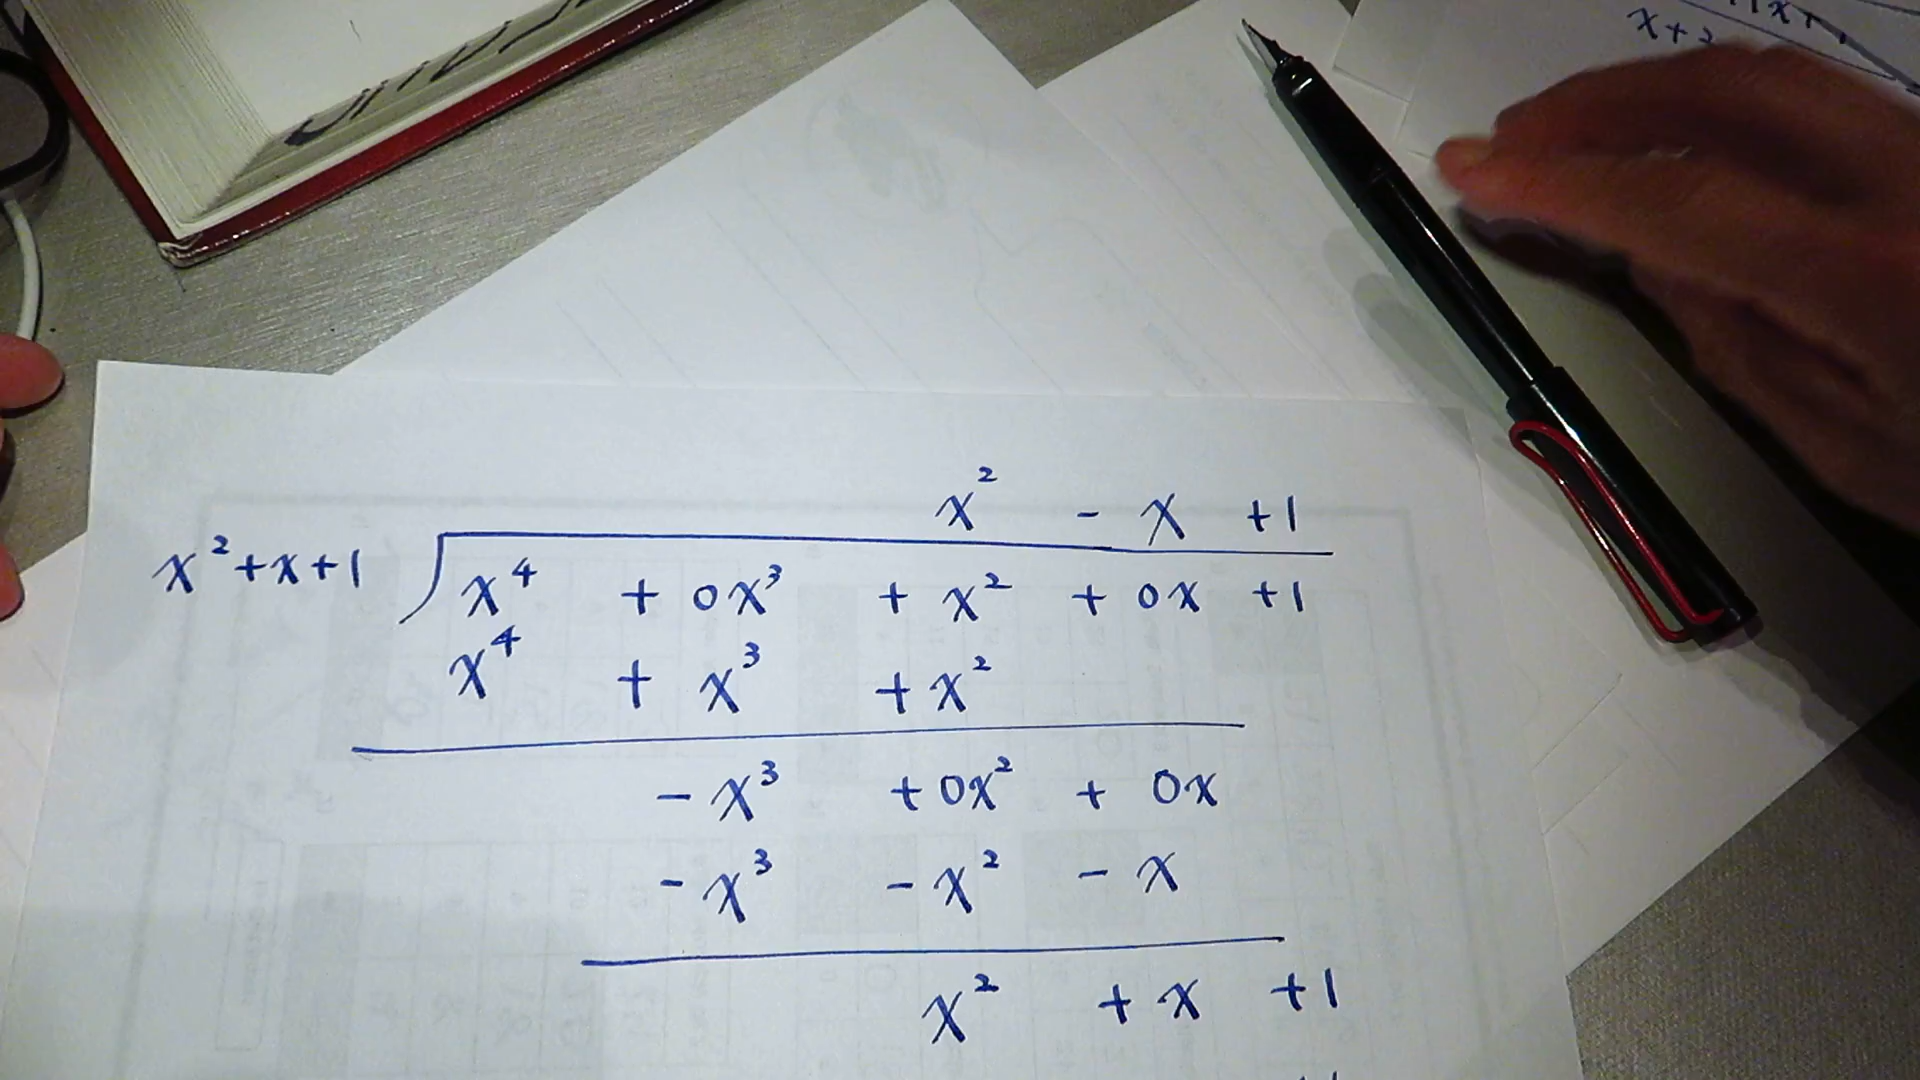 x + 2
x² - x +1
x²+x+1 x⁴ + 0x³ + x² + 0x +1
x⁴ + x³ + x²
- x³ + 0x² + 0x
- x³ - x² - x
x² + x +1